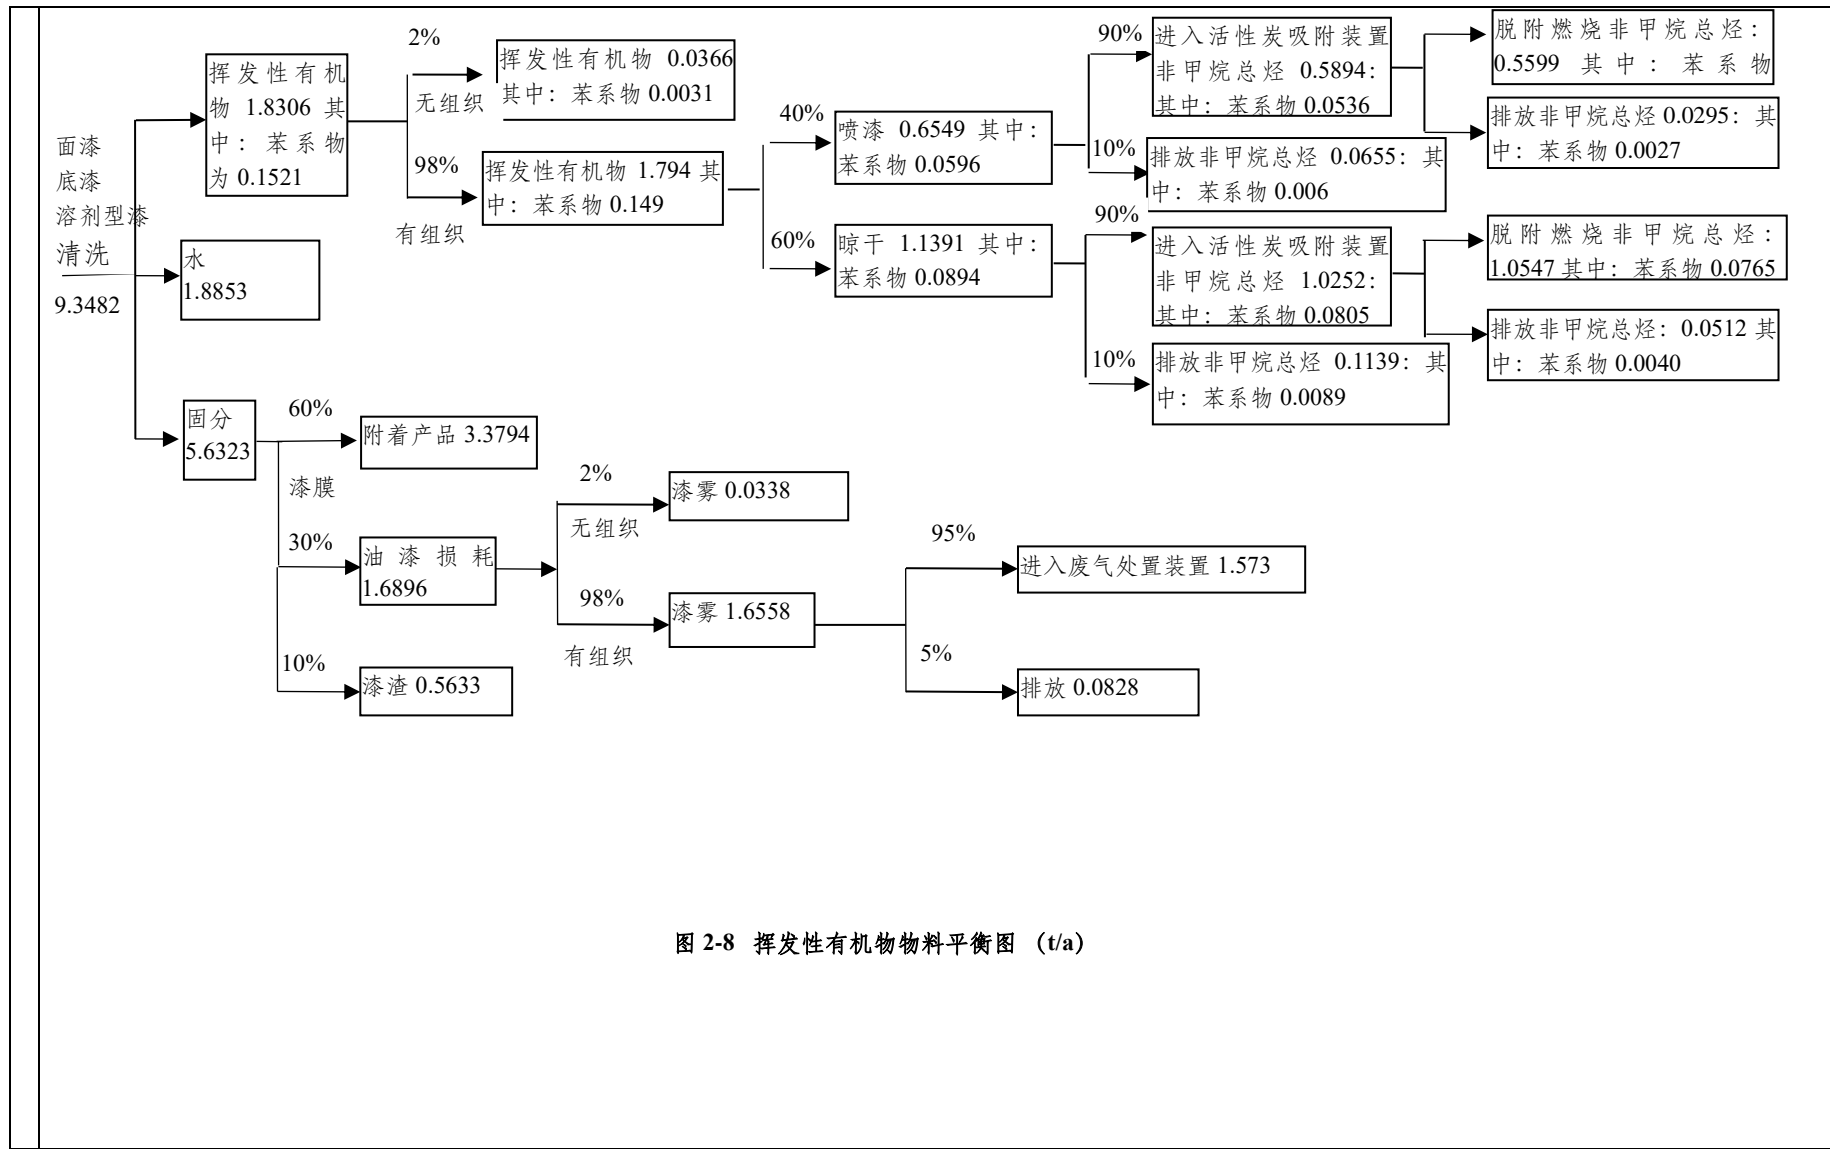 面漆
底漆
溶剂型漆
清洗
9.3482
挥发性有机
物 1.8306 其
中：苯系物
为 0.1521
水
1.8853
固分
5.6323
2%
无组织
98%
有组织
挥发性有机物 0.0366
其中：苯系物 0.0031
挥发性有机物 1.794 其
中：苯系物 0.149
40%
60%
喷漆 0.6549 其中：
苯系物 0.0596
晾干 1.1391 其中：
苯系物 0.0894
90%
10%
进入活性炭吸附装置
非甲烷总烃 0.5894：
其中：苯系物 0.0536
排放非甲烷总烃 0.0655：其
中：苯系物 0.006
脱附燃烧非甲烷总烃：
0.5599 其中：苯系物
排放非甲烷总烃 0.0295：其
中：苯系物 0.0027
90%
10%
进入活性炭吸附装置
非甲烷总烃 1.0252：
其中：苯系物 0.0805
排放非甲烷总烃 0.1139：其
中：苯系物 0.0089
脱附燃烧非甲烷总烃：
1.0547 其中：苯系物 0.0765
排放非甲烷总烃：0.0512 其
中：苯系物 0.0040
60%
漆膜
30%
10%
附着产品 3.3794
油漆损耗
1.6896
漆渣 0.5633
2%
无组织
98%
有组织
漆雾 0.0338
漆雾 1.6558
95%
5%
进入废气处置装置 1.573
排放 0.0828
图 2-8 挥发性有机物物料平衡图 （t/a）